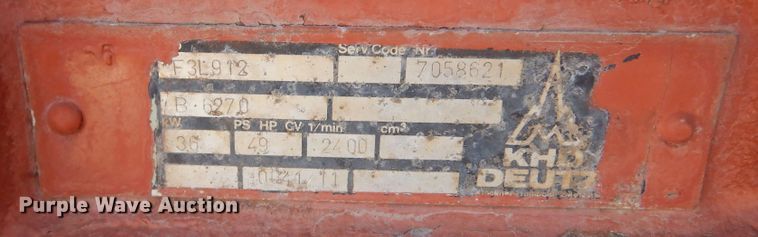 Serv.Code Nr.
F3L912 7058621
B 6270
kW PS HP CV 1/min cm³
36 49 2400
KHD
DEUTZ
Purple Wave Auction